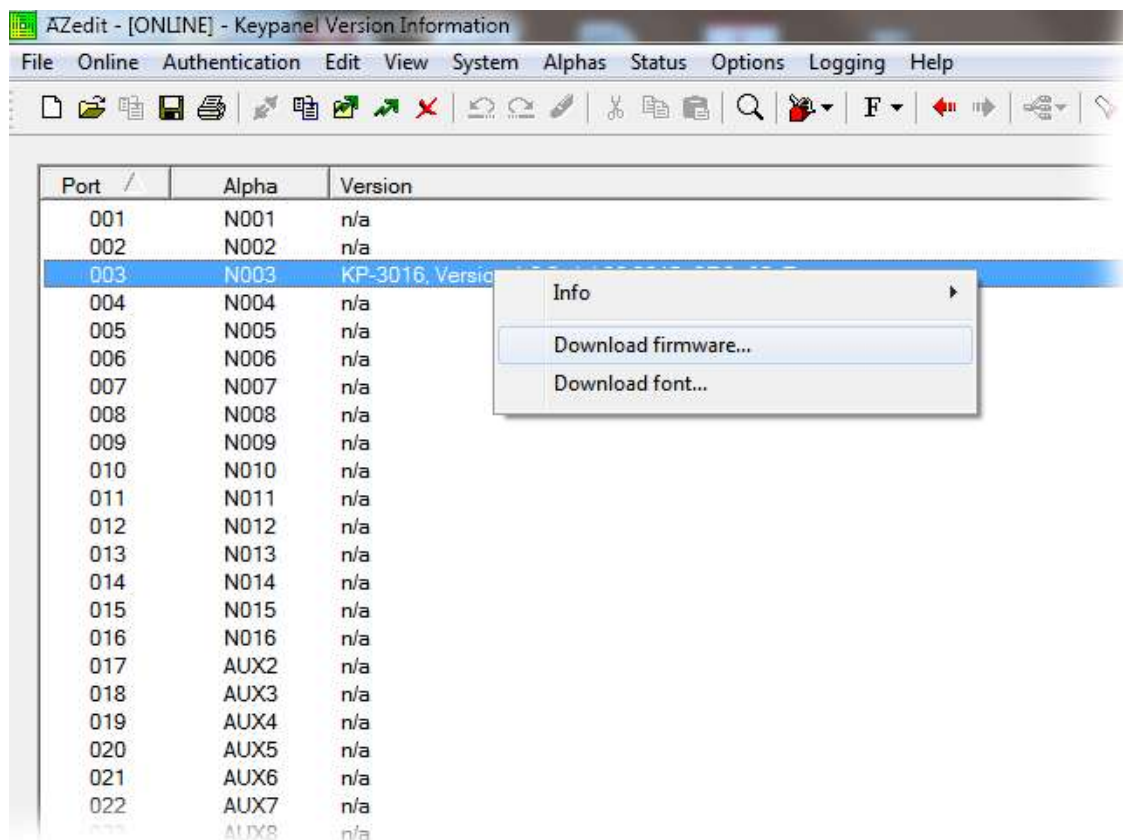 AZedit - [ONLINE] - Keypanel Version Information
File Online Authentication Edit View System Alphas Status Options Logging Help
F
Port Alpha Version
001 N001 n/a
002 N002 n/a
003 N003 KP-3016,
Info
004 N004 n/a
005 N005 n/a
Download firmware...
006 N006 n/a
007 N007 n/a
Download font...
008 N008 n/a
009 N009 n/a
010 N010 n/a
011 N011 n/a
012 N012 n/a
013 N013 n/a
014 N014 n/a
015 N015 n/a
016 N016 n/a
017 AUX2 n/a
018 AUX3 n/a
019 AUX4 n/a
020 AUX5 n/a
021 AUX6 n/a
022 AUX7 n/a
AUX8 n/a